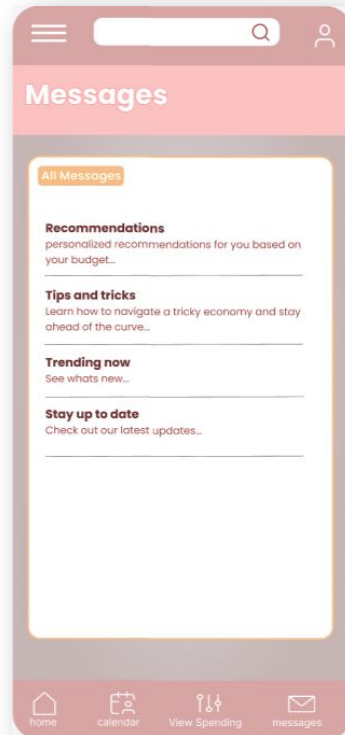 Messages
All Messages
Recommendations
personalized recommendations for you based on
your budget...
Tips and tricks
Learn how to navigate a tricky economy and stay
ahead of the curve...
Trending now
See whats new...
Stay up to date
Check out our latest updates...
home calendar View Spending messages